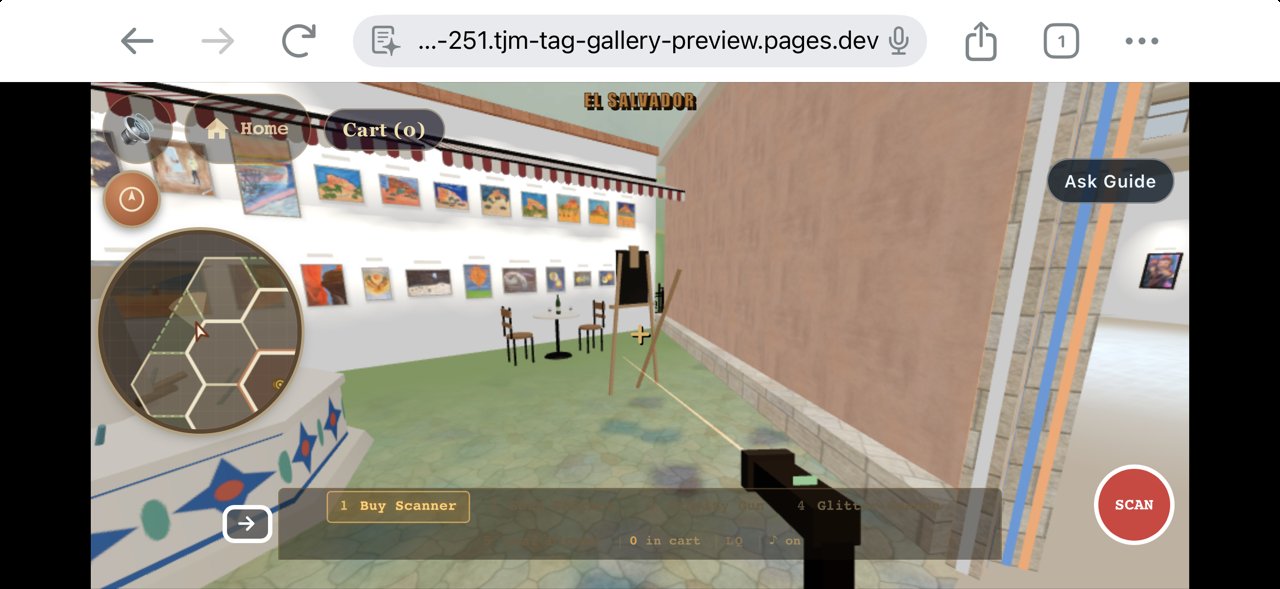 ...-251.tjm-tag-gallery-preview.pages.dev
1
EL SALVADOR
Home
Cart (0)
Ask Guide
1 Buy Scanner
4 Glitt
SCAN
0 in cart
LQ
♪ on